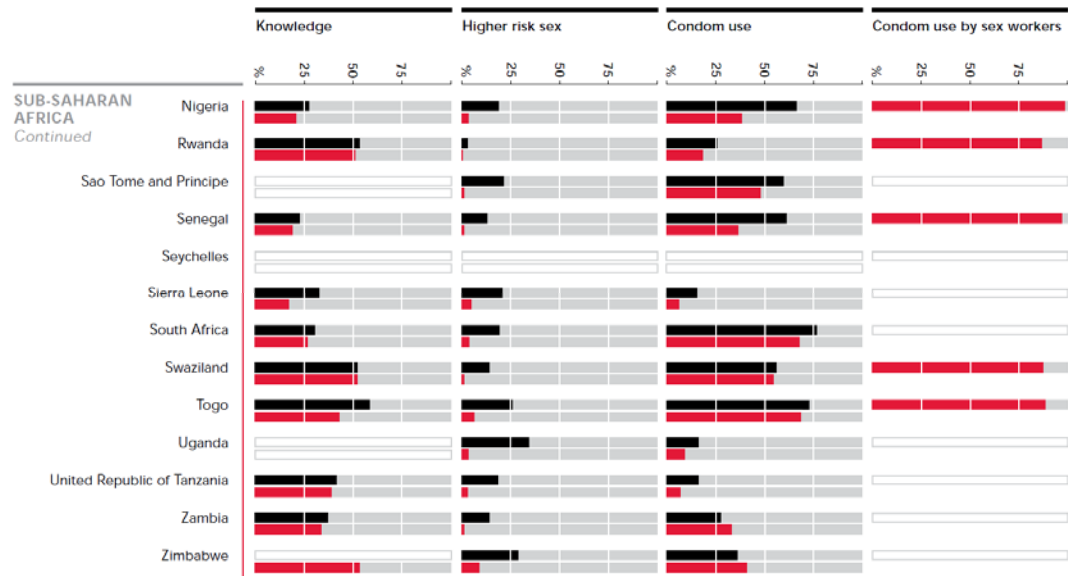 Knowledge Higher risk sex Condom use Condom use by sex workers
% 25 50 75 % 25 50 75 % 25 50 75 % 25 50 75
SUB-SAHARAN
AFRICA
Continued
Nigeria
Rwanda
Sao Tome and Principe
Senegal
Seychelles
Sierra Leone
South Africa
Swaziland
Togo
Uganda
United Republic of Tanzania
Zambia
Zimbabwe